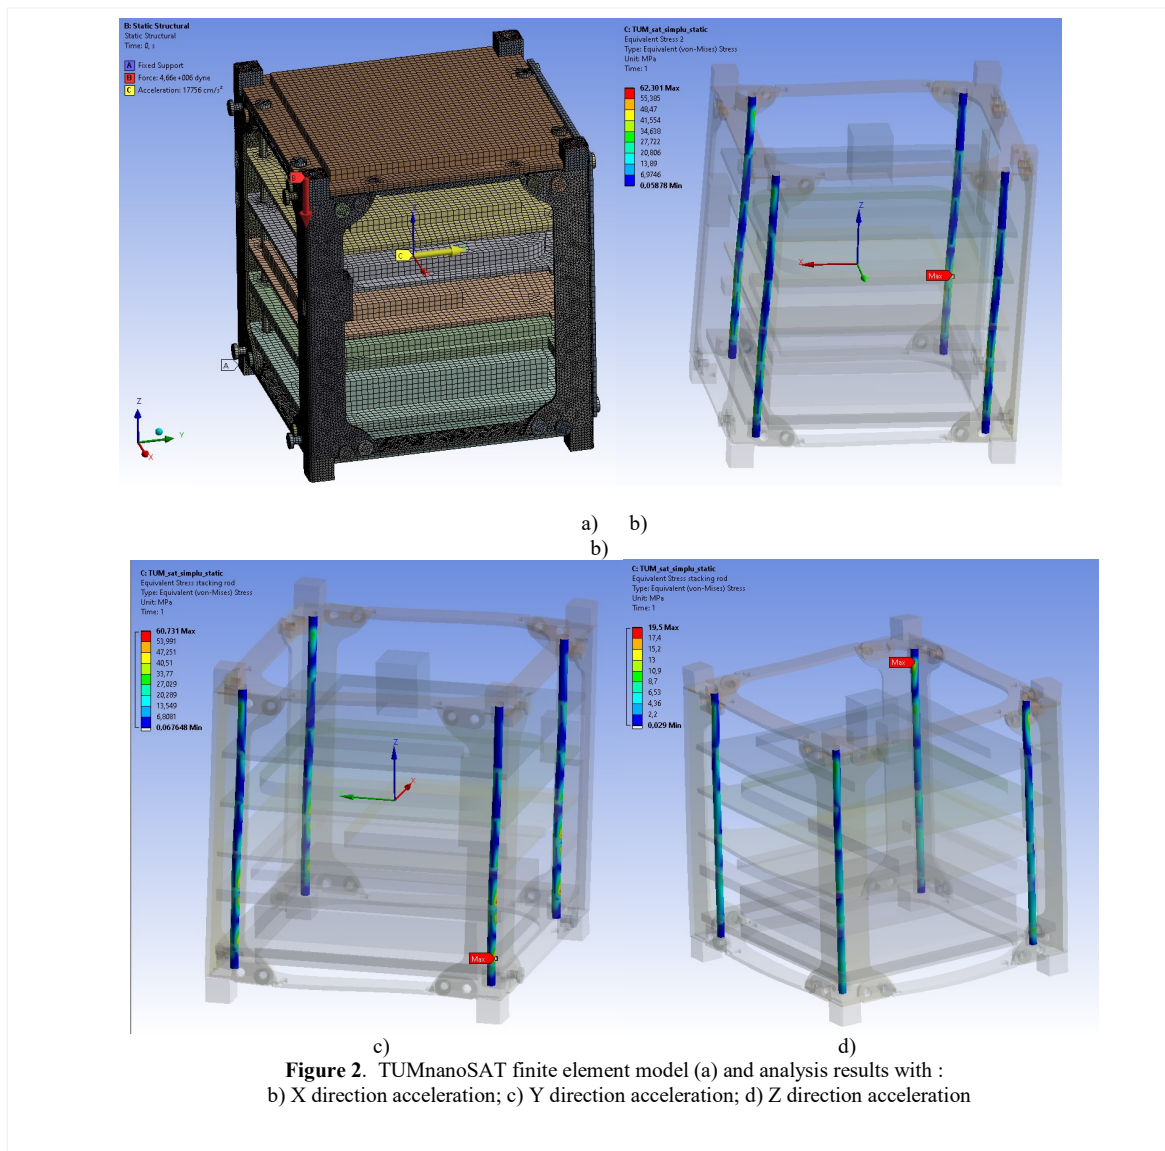 B: Static Structural
Static Structural
Time: 0, s
A Fixed Support
B Force: 4,66e+006 dyne
C Acceleration: 17756 cm/s²
B
C
Z
A
Z
Y
X
C: TUM_sat_simplu_static
Equivalent Stress 2
Type: Equivalent (von-Mises) Stress
Unit: MPa
Time: 1
62,301 Max
55,385
48,47
41,554
34,638
27,722
20,806
13,89
6,9746
0,05878 Min
Z
X
Max
a) b)
b)
C: TUM_sat_simplu_static
Equivalent Stress stacking rod
Type: Equivalent (von-Mises) Stress
Unit: MPa
Time: 1
60,731 Max
53,991
47,251
40,51
33,77
27,029
20,289
13,549
6,8081
0,067648 Min
Z
X
Max
C: TUM_sat_simplu_static
Equivalent Stress stacking rod
Type: Equivalent (von-Mises) Stress
Unit: MPa
Time: 1
19,5 Max
17,4
15,2
13
10,9
8,7
6,53
4,36
2,2
0,029 Min
Max
c) d)
Figure 2. TUMnanoSAT finite element model (a) and analysis results with :
b) X direction acceleration; c) Y direction acceleration; d) Z direction acceleration